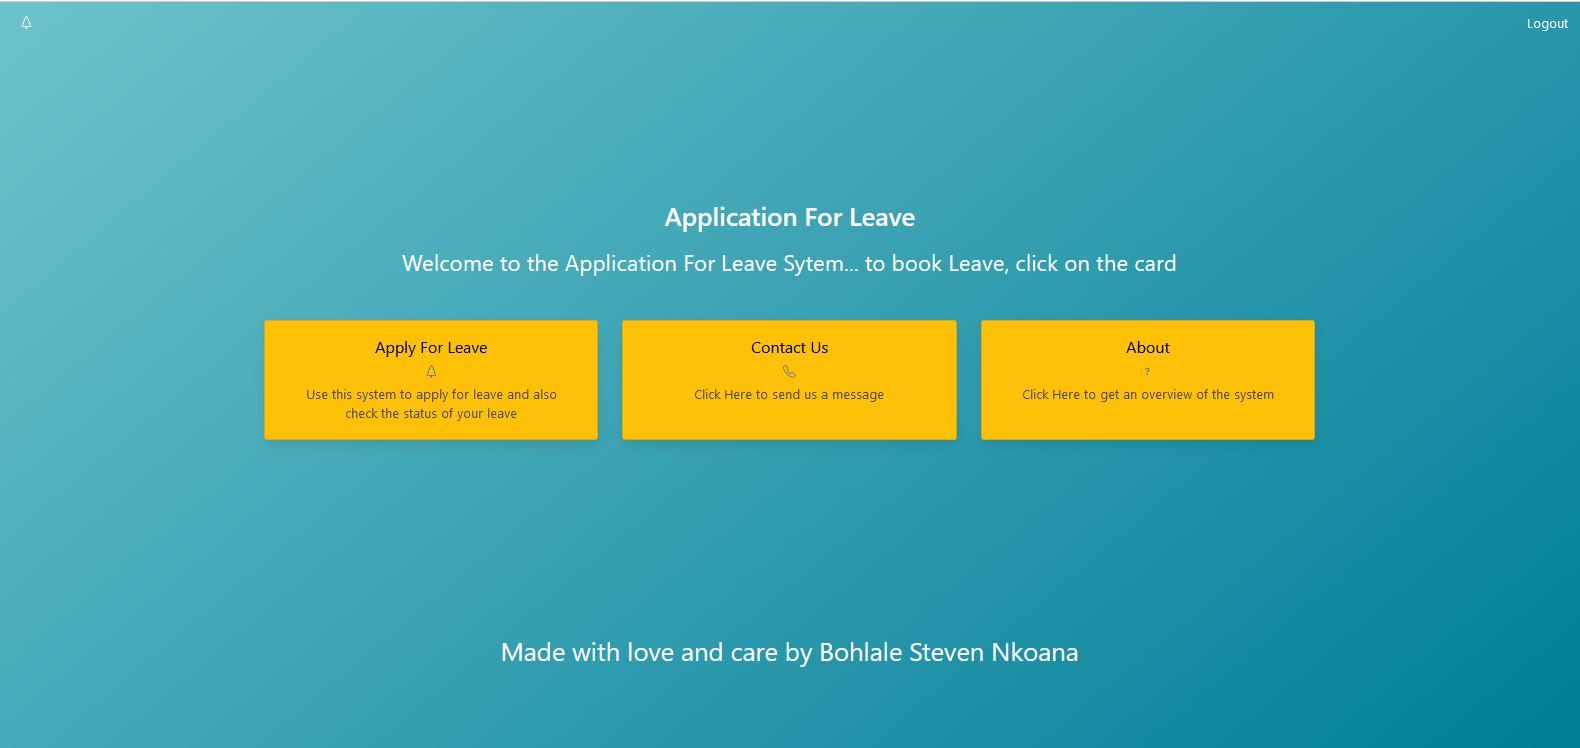 Logout
Application For Leave
Welcome to the Application For Leave Sytem... to book Leave, click on the card
Apply For Leave
Use this system to apply for leave and also
check the status of your leave
Contact Us
Click Here to send us a message
About
?
Click Here to get an overview of the system
Made with love and care by Bohlale Steven Nkoana